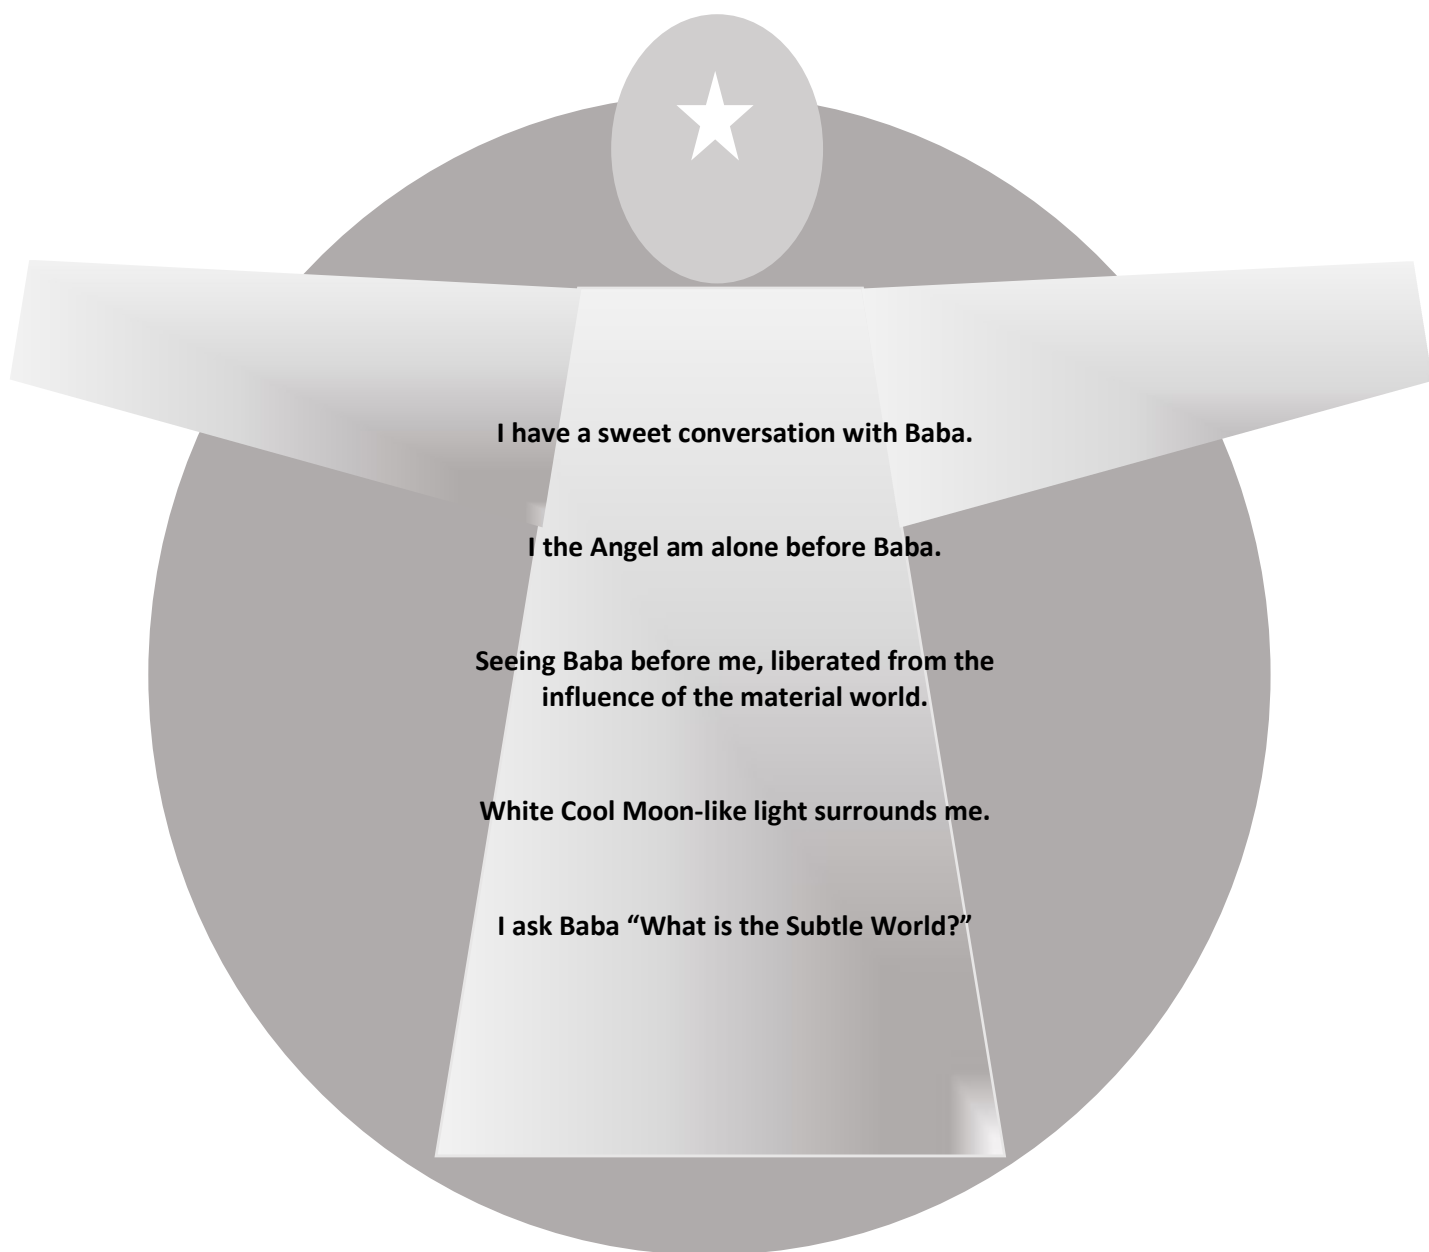 I have a sweet conversation with Baba.
I the Angel am alone before Baba.
Seeing Baba before me, liberated from the
influence of the material world.
White Cool Moon-like light surrounds me.
I ask Baba “What is the Subtle World?”